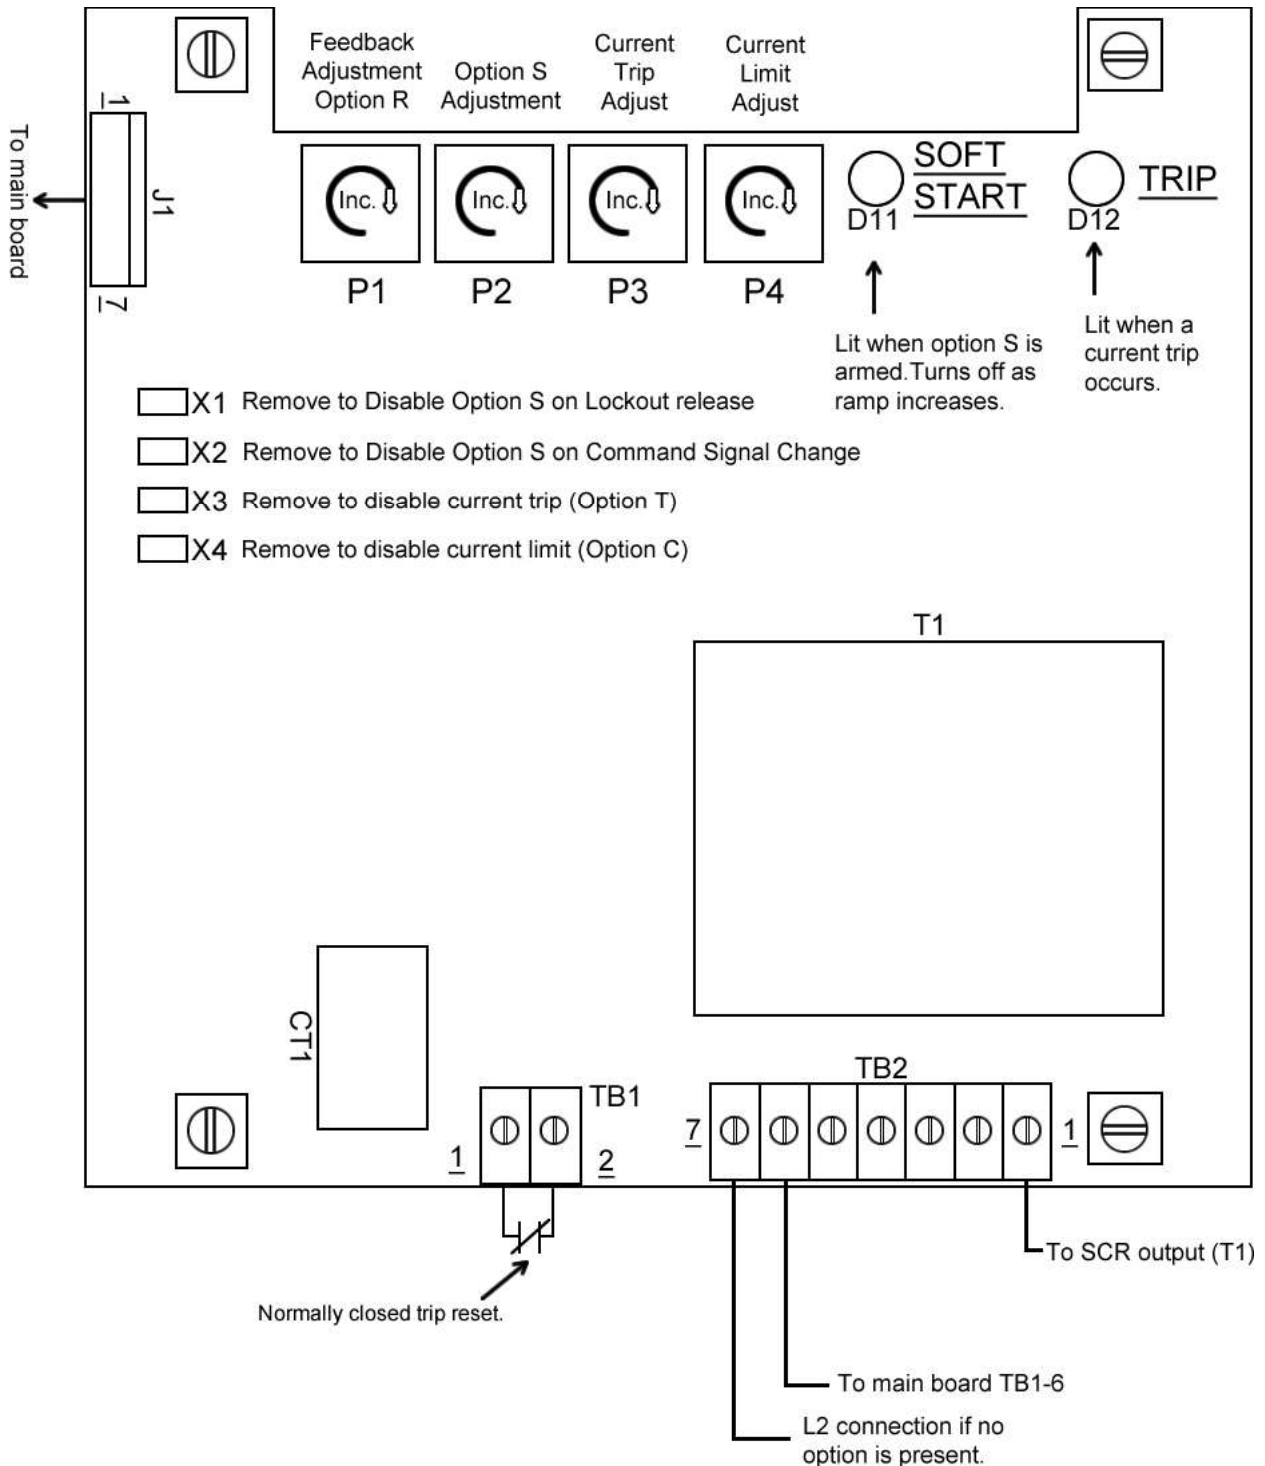 Feedback
Adjustment
Option R
Option S
Adjustment
Current
Trip
Adjust
Current
Limit
Adjust
1
To main board
J1
7
Inc.
Inc.
Inc.
Inc.
P1
P2
P3
P4
SOFT
START
D11
TRIP
D12
Lit when option S is
armed.Turns off as
ramp increases.
Lit when a
current trip
occurs.
X1 Remove to Disable Option S on Lockout release
X2 Remove to Disable Option S on Command Signal Change
X3 Remove to disable current trip (Option T)
X4 Remove to disable current limit (Option C)
T1
CT1
TB1
1
2
TB2
7
1
Normally closed trip reset.
To SCR output (T1)
To main board TB1-6
L2 connection if no
option is present.